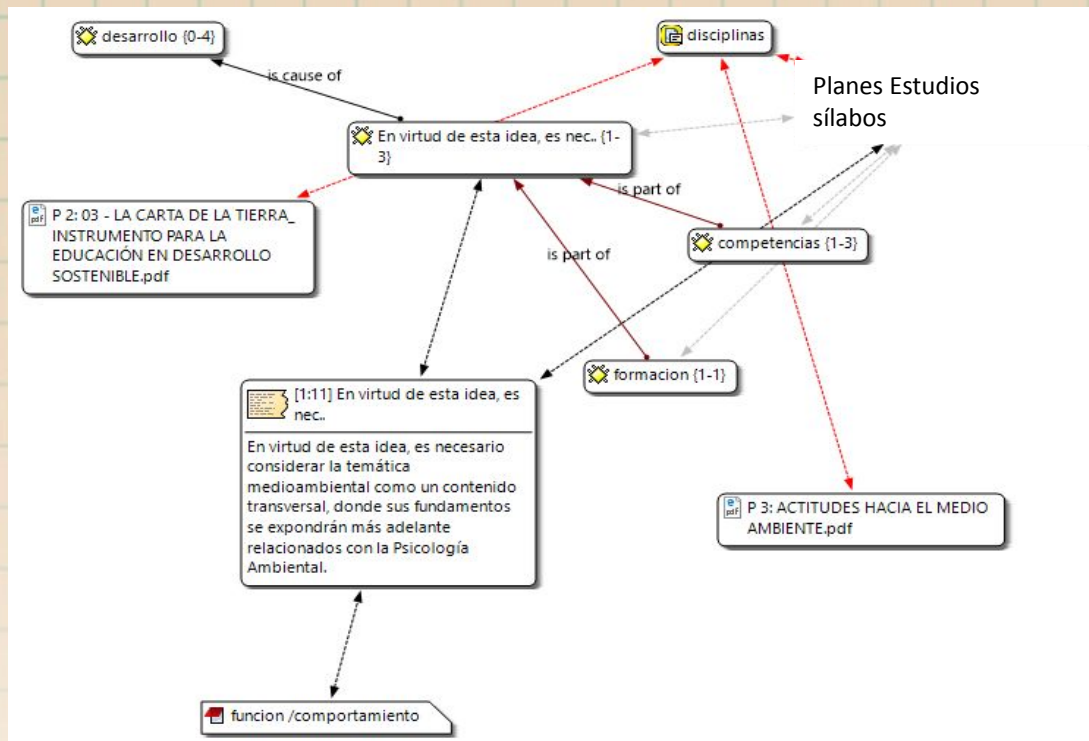 desarrollo {0-4}
disciplinas
Planes Estudios
sílabos
is cause of
En virtud de esta idea, es nec.. {1-
3}
is part of
P 2: 03 - LA CARTA DE LA TIERRA_
INSTRUMENTO PARA LA
EDUCACIÓN EN DESARROLLO
SOSTENIBLE.pdf
competencias {1-3}
is part of
formacion {1-1}
[1:11] En virtud de esta idea, es
nec..
En virtud de esta idea, es necesario
considerar la temática
medioambiental como un contenido
transversal, donde sus fundamentos
se expondrán más adelante
relacionados con la Psicología
Ambiental.
P 3: ACTITUDES HACIA EL MEDIO
AMBIENTE.pdf
funcion /comportamiento